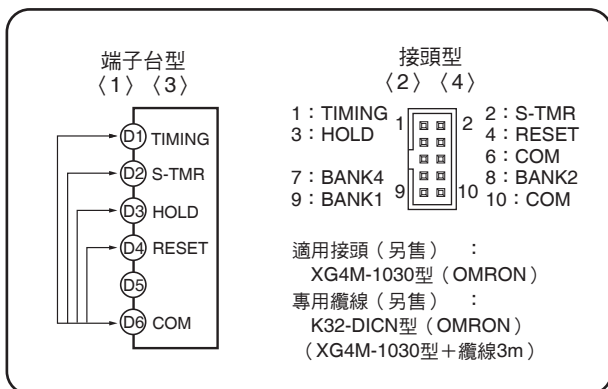 端子台型
〈1〉〈3〉
D1 TIMING
D2 S-TMR
D3 HOLD
D4 RESET
D5
D6 COM
接頭型
〈2〉〈4〉
1：TIMING 1 2 2：S-TMR
3：HOLD 4：RESET
6：COM
7：BANK4 8：BANK2
9：BANK1 9 10 10：COM
適用接頭（另售）：
XG4M-1030型（OMRON）
專用纜線（另售）：
K32-DICN型（OMRON）
（XG4M-1030型＋纜線3m）